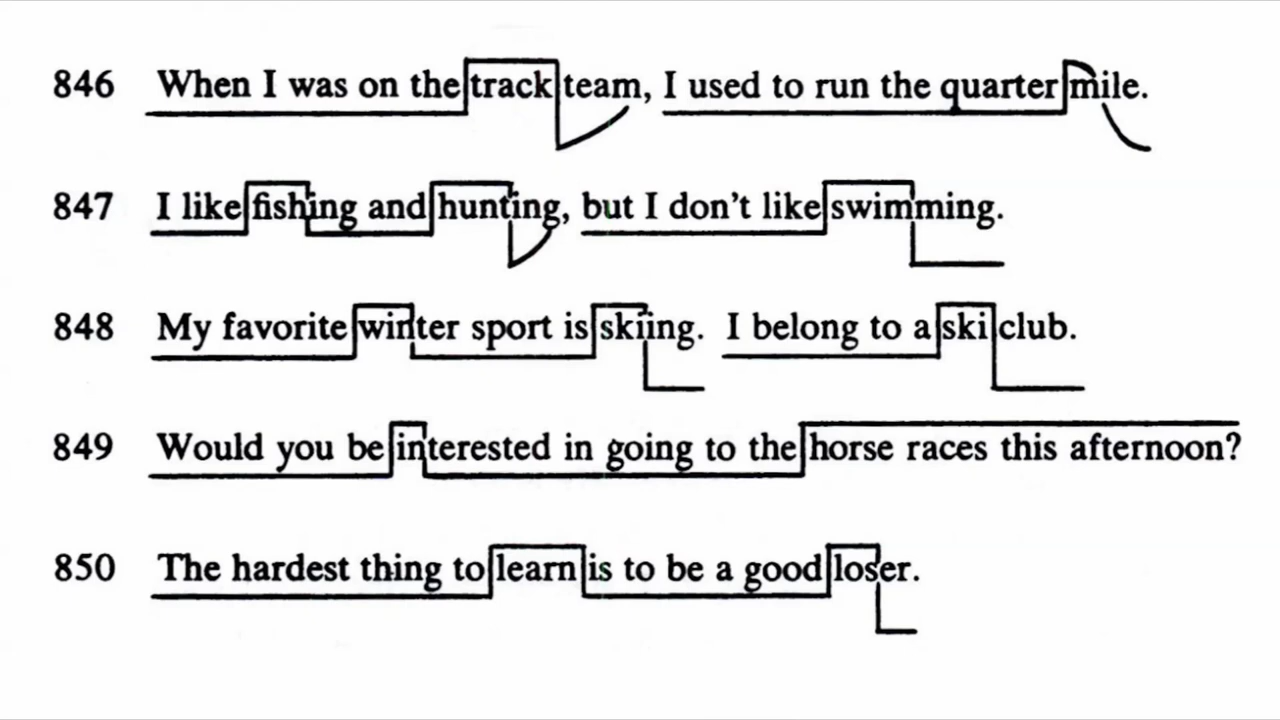 846 When I was on the track team, I used to run the quarter mile.
847 I like fishing and hunting, but I don't like swimming.
848 My favorite winter sport is skiing. I belong to a ski club.
849 Would you be interested in going to the horse races this afternoon?
850 The hardest thing to learn is to be a good loser.